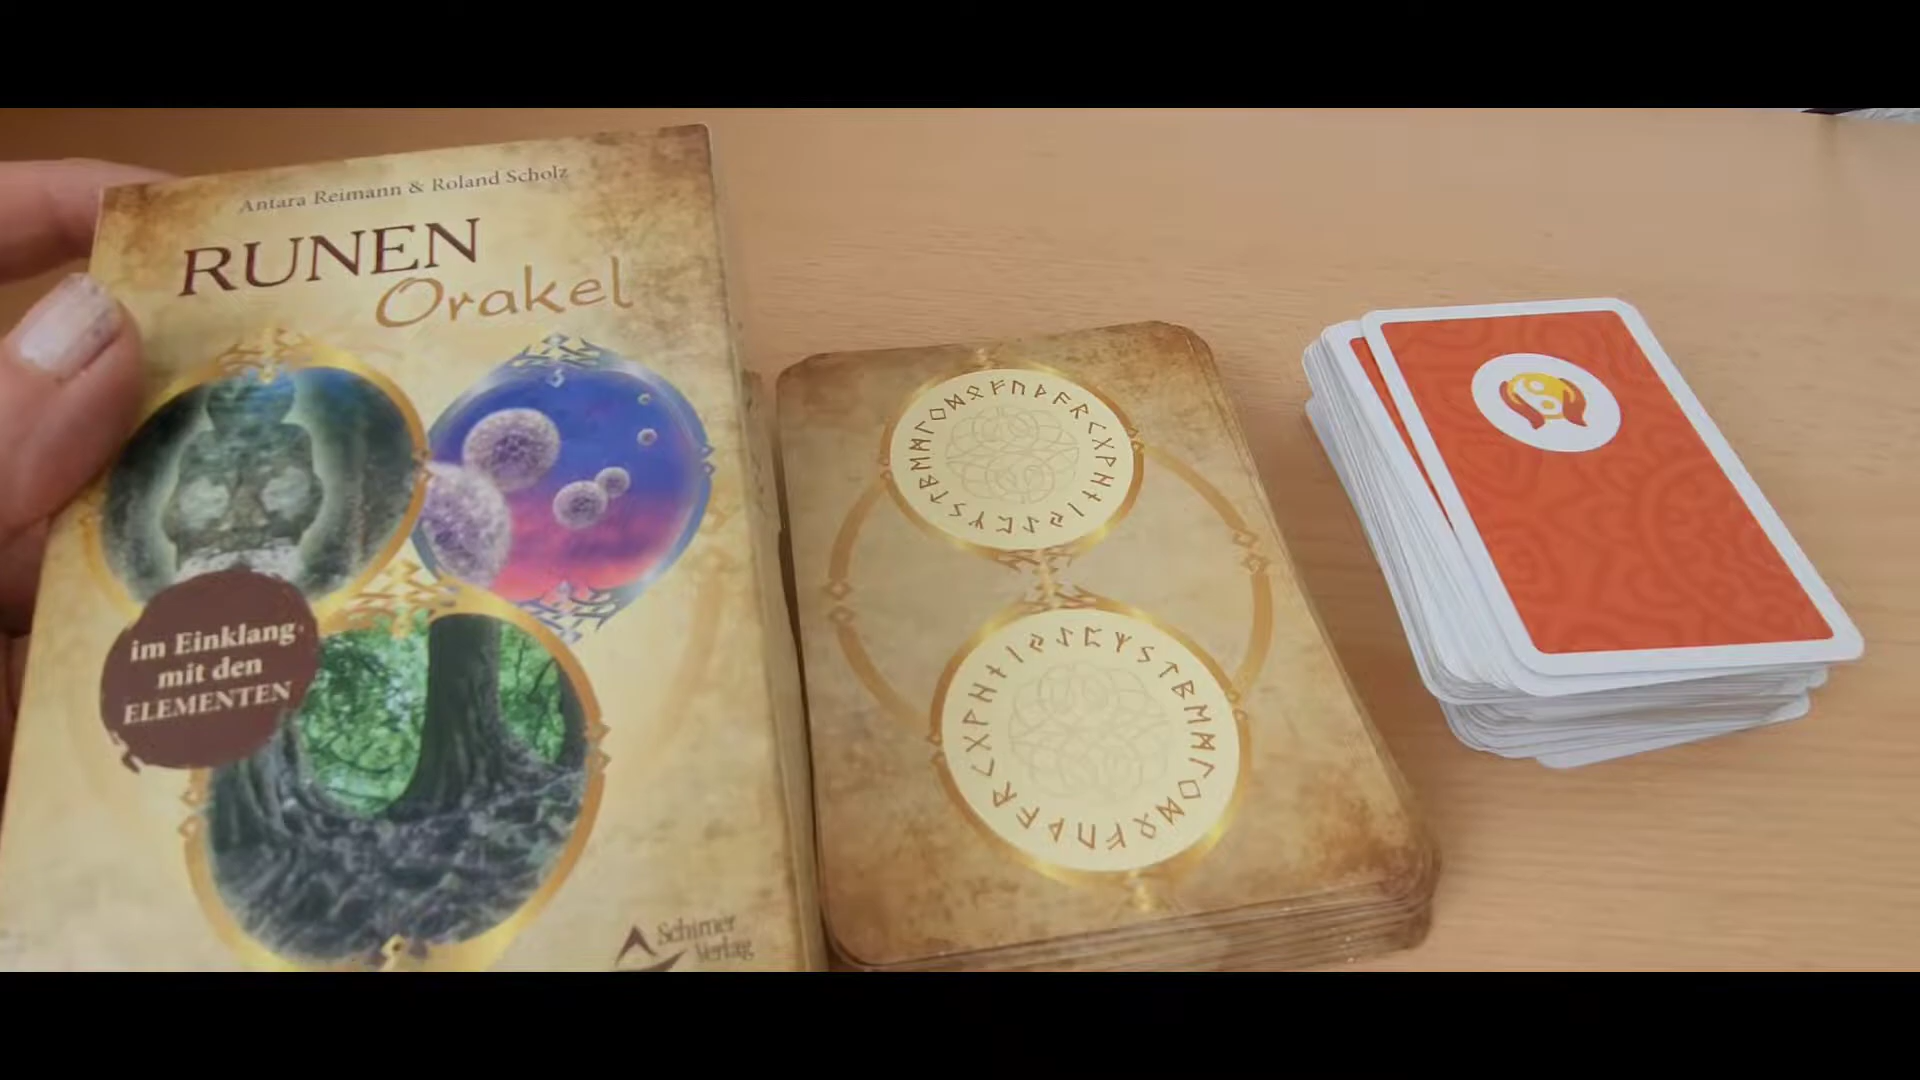 Antara Reimann & Roland Scholz
RUNEN
Orakel
im Einklang
mit den
ELEMENTEN
Schirner
Verlag